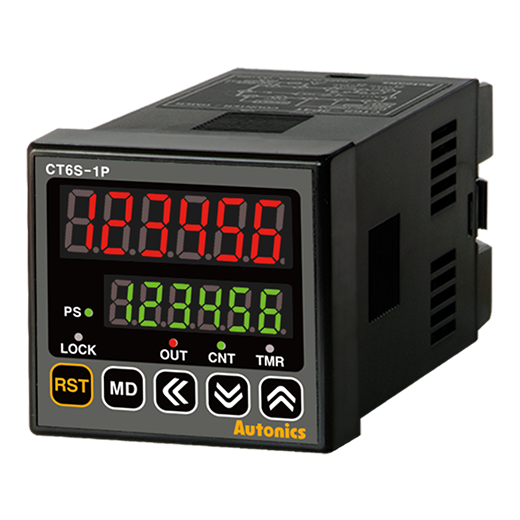 CT6S-1P
123456
PS
123456
LOCK
OUT CNT TMR
RST MD
Autonics